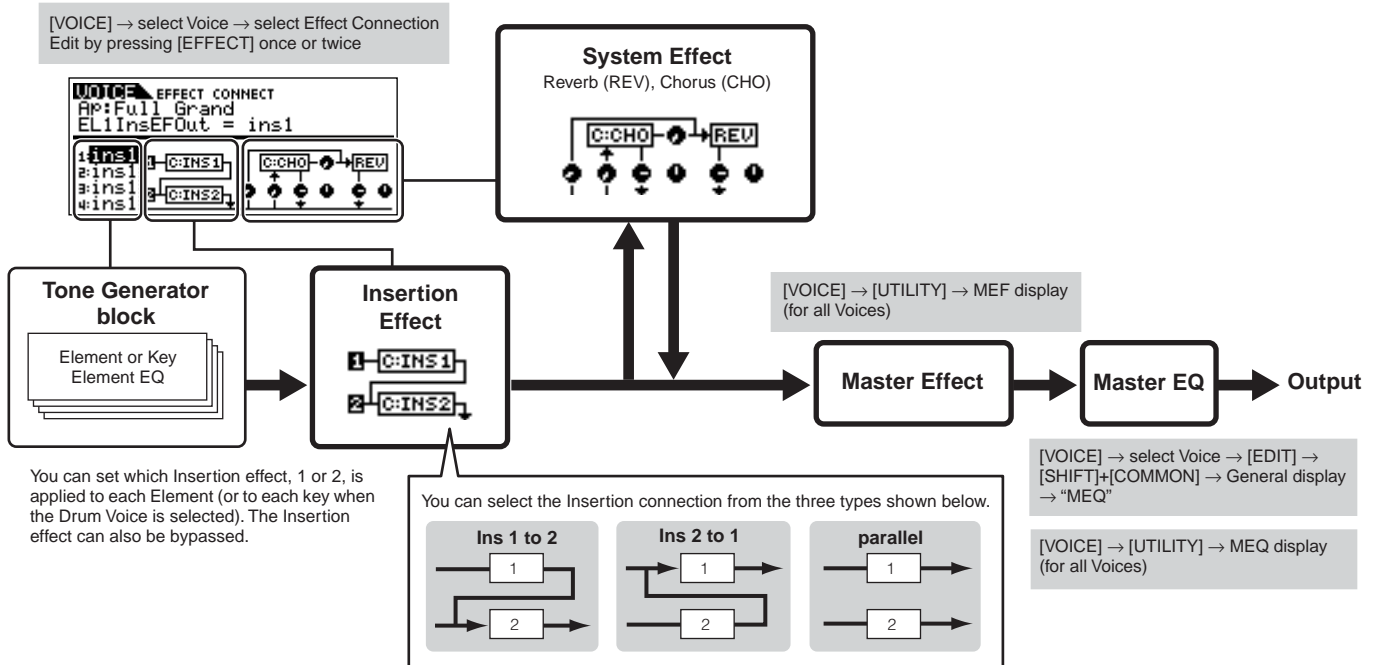 [VOICE] → select Voice → select Effect Connection
Edit by pressing [EFFECT] once or twice
VOICE EFFECT CONNECT
AP:Full Grand
EL1InsEFOut = ins1
1:ins1
2:ins1
3:ins1
4:ins1
1 C:INS1
2 C:INS2
C:CHO REV
System Effect
Reverb (REV), Chorus (CHO)
C:CHO REV
Tone Generator
block
Element or Key
Element EQ
Insertion
Effect
1 C:INS1
2 C:INS2
[VOICE] → [UTILITY] → MEF display
(for all Voices)
Master Effect
Master EQ
Output
You can set which Insertion effect, 1 or 2, is
applied to each Element (or to each key when
the Drum Voice is selected). The Insertion
effect can also be bypassed.
You can select the Insertion connection from the three types shown below.
Ins 1 to 2
1
2
Ins 2 to 1
1
2
parallel
1
2
[VOICE] → select Voice → [EDIT] →
[SHIFT]+[COMMON] → General display
→ “MEQ”
[VOICE] → [UTILITY] → MEQ display
(for all Voices)